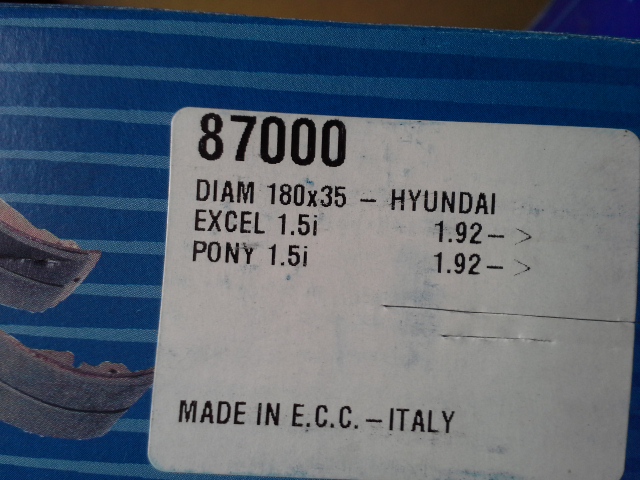 87000
DIAM 180x35 - HYUNDAI
EXCEL 1.5i 1.92- >
PONY 1.5i 1.92- >
MADE IN E.C.C. - ITALY